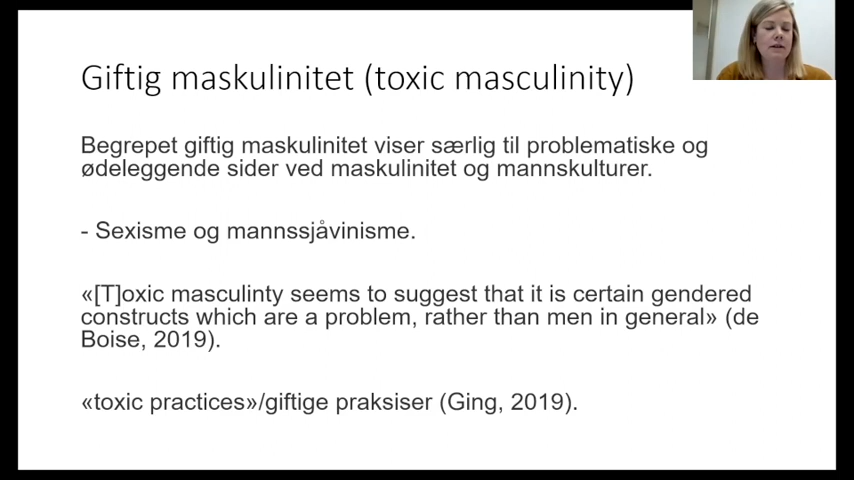 Giftig maskulinitet (toxic masculinity)
Begrepet giftig maskulinitet viser særlig til problematiske og
ødeleggende sider ved maskulinitet og mannskulturer.
- Sexisme og mannssjåvinisme.
«[T]oxic masculinty seems to suggest that it is certain gendered
constructs which are a problem, rather than men in general» (de
Boise, 2019).
«toxic practices»/giftige praksiser (Ging, 2019).